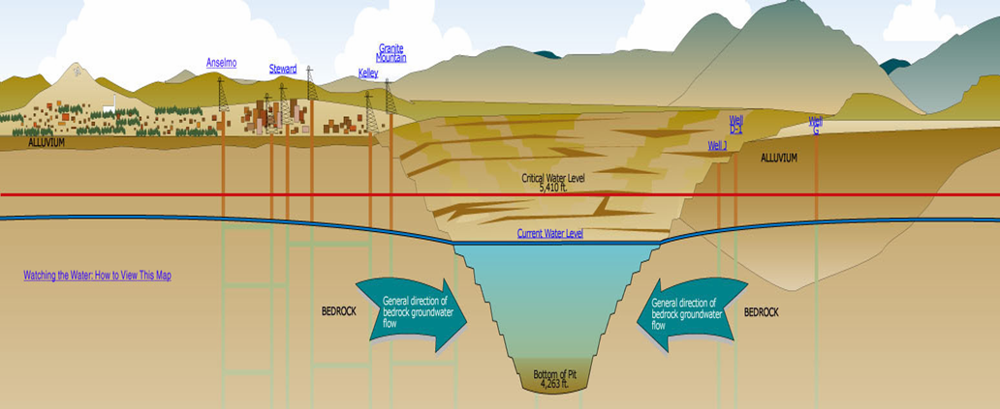 Anselmo
Steward
Granite
Mountain
Kelley
Well
D-1
Well
G
Well J
ALLUVIUM
ALLUVIUM
Critical Water Level
5,410 ft.
Current Water Level
Watching the Water: How to View This Map
General direction of
bedrock groundwater
flow
BEDROCK
General direction of
bedrock groundwater
flow
BEDROCK
Bottom of Pit
4,263 ft.